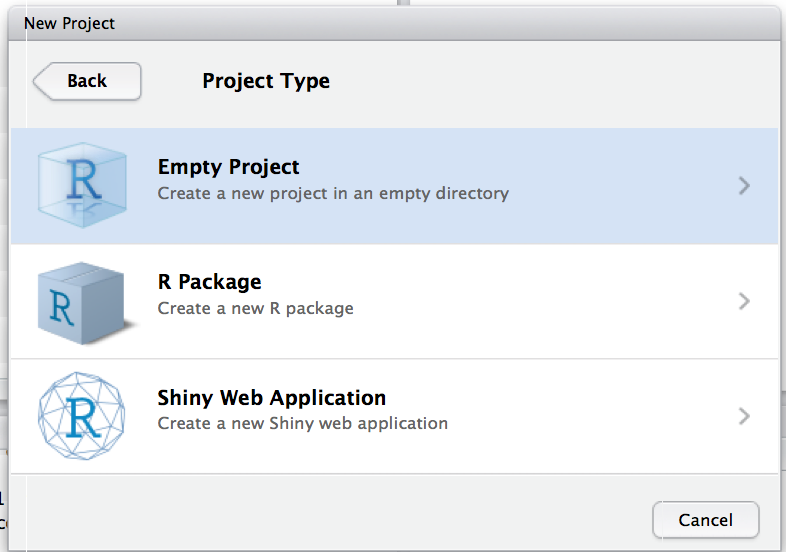 New Project
Back
Project Type
R
Empty Project
Create a new project in an empty directory
R
R Package
Create a new R package
R
Shiny Web Application
Create a new Shiny web application
Cancel